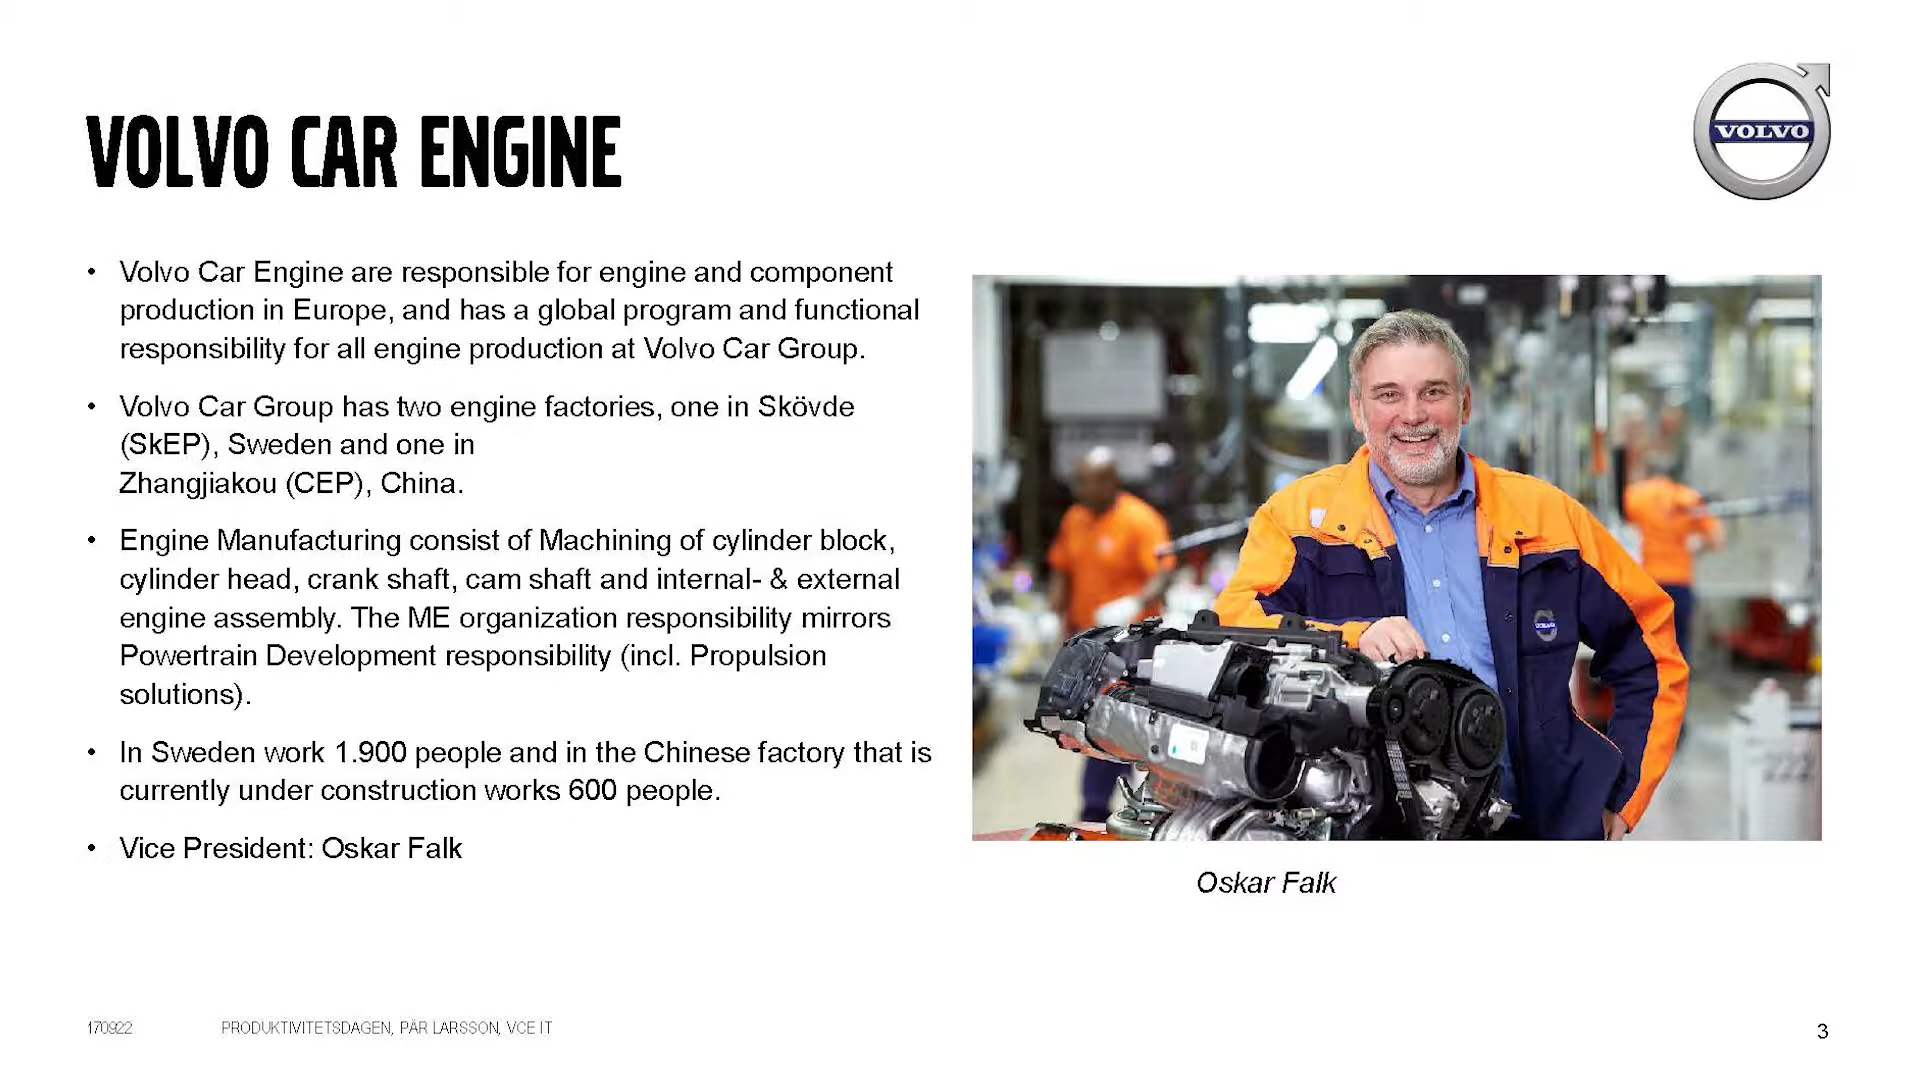 VOLVO CAR ENGINE
VOLVO
• Volvo Car Engine are responsible for engine and component
production in Europe, and has a global program and functional
responsibility for all engine production at Volvo Car Group.
• Volvo Car Group has two engine factories, one in Skövde
(SkEP), Sweden and one in
Zhangjiakou (CEP), China.
• Engine Manufacturing consist of Machining of cylinder block,
cylinder head, crank shaft, cam shaft and internal- & external
engine assembly. The ME organization responsibility mirrors
Powertrain Development responsibility (incl. Propulsion
solutions).
• In Sweden work 1.900 people and in the Chinese factory that is
currently under construction works 600 people.
• Vice President: Oskar Falk
VOLVO
222
Oskar Falk
170922
PRODUKTIVITETSDAGEN, PÄR LARSSON, VCE IT
3